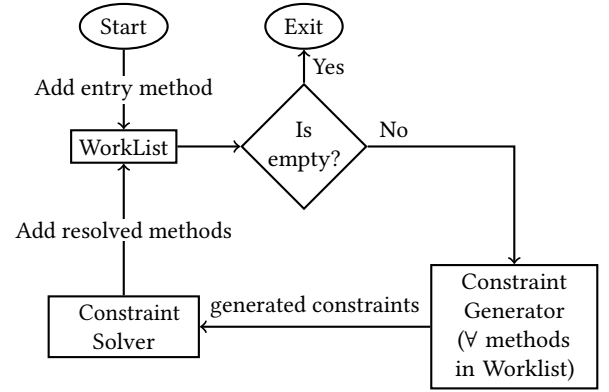 Start
Exit
Yes
Add entry method
Is
empty?
No
WorkList
Add resolved methods
Constraint
Generator
(∀ methods
in Worklist)
generated constraints
Constraint
Solver